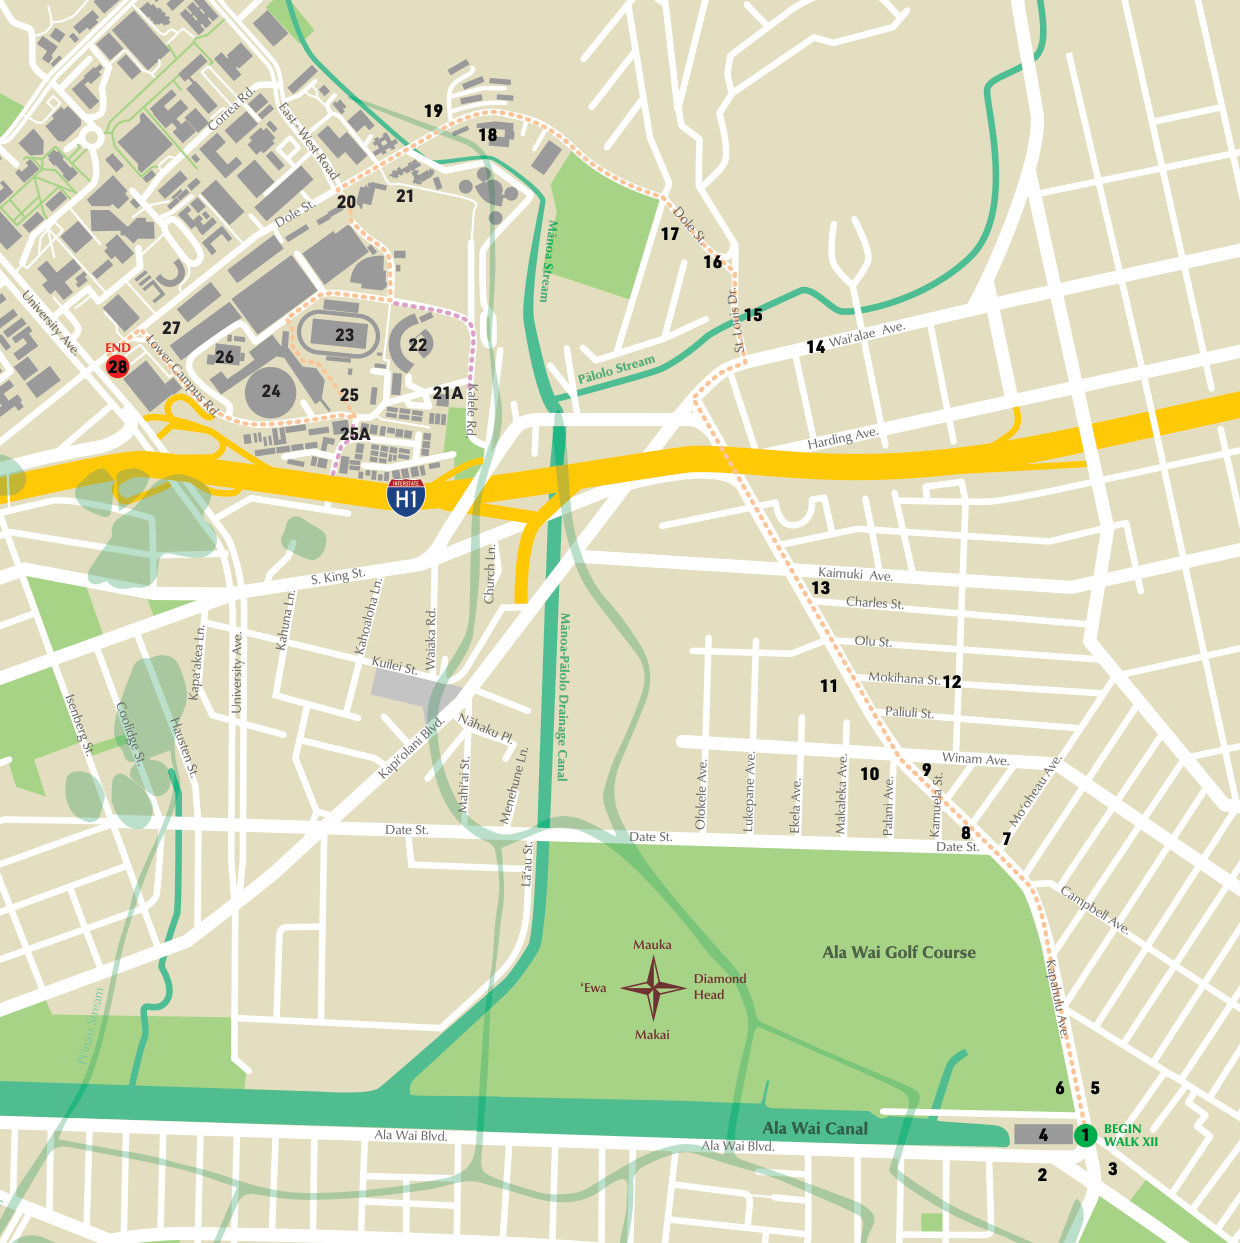 19
18
Correa Rd.
East - West Road
20
21
Dole St.
Dole St.
17
16
Mānoa Stream
University Ave.
27
END
28
Lower Campus Rd
26
23
22
24
25
21A
25A
Kalele Rd.
15
St. Louis Dr.
14
Wai‘alae Ave.
Pālolo Stream
Harding Ave.
INTERSTATE
H1
S. King St.
Church Ln.
Kaimuki Ave.
13
Charles St.
Olu St.
Mokihana St.
12
11
Paliuli St.
Kahuna Ln.
Kahoaloha Ln.
Waiaka Rd.
Kapa‘akea Ln.
University Ave.
Kuilei St.
Mānoa-Pālolo Drainage Canal
Isenberg St.
Coolidge St.
Hausten St.
Kapi‘olani Blvd.
Nāhaku Pl.
Mahi‘ai St.
Menehune Ln.
Olokele Ave.
Lukepane Ave.
Ekela Ave.
Makaleka Ave.
10
Palani Ave.
9
Kamuela St.
Winam Ave.
Mo‘oheau Ave.
8
7
Date St.
Date St.
Date St.
Lā‘au St.
Campbell Ave.
Mauka
‘Ewa
Diamond
Head
Makai
Ala Wai Golf Course
Kapahulu Ave.
Pi‘inaio Stream
6
5
Ala Wai Blvd.
Ala Wai Canal
Ala Wai Blvd.
4
1
BEGIN
WALK XII
2
3